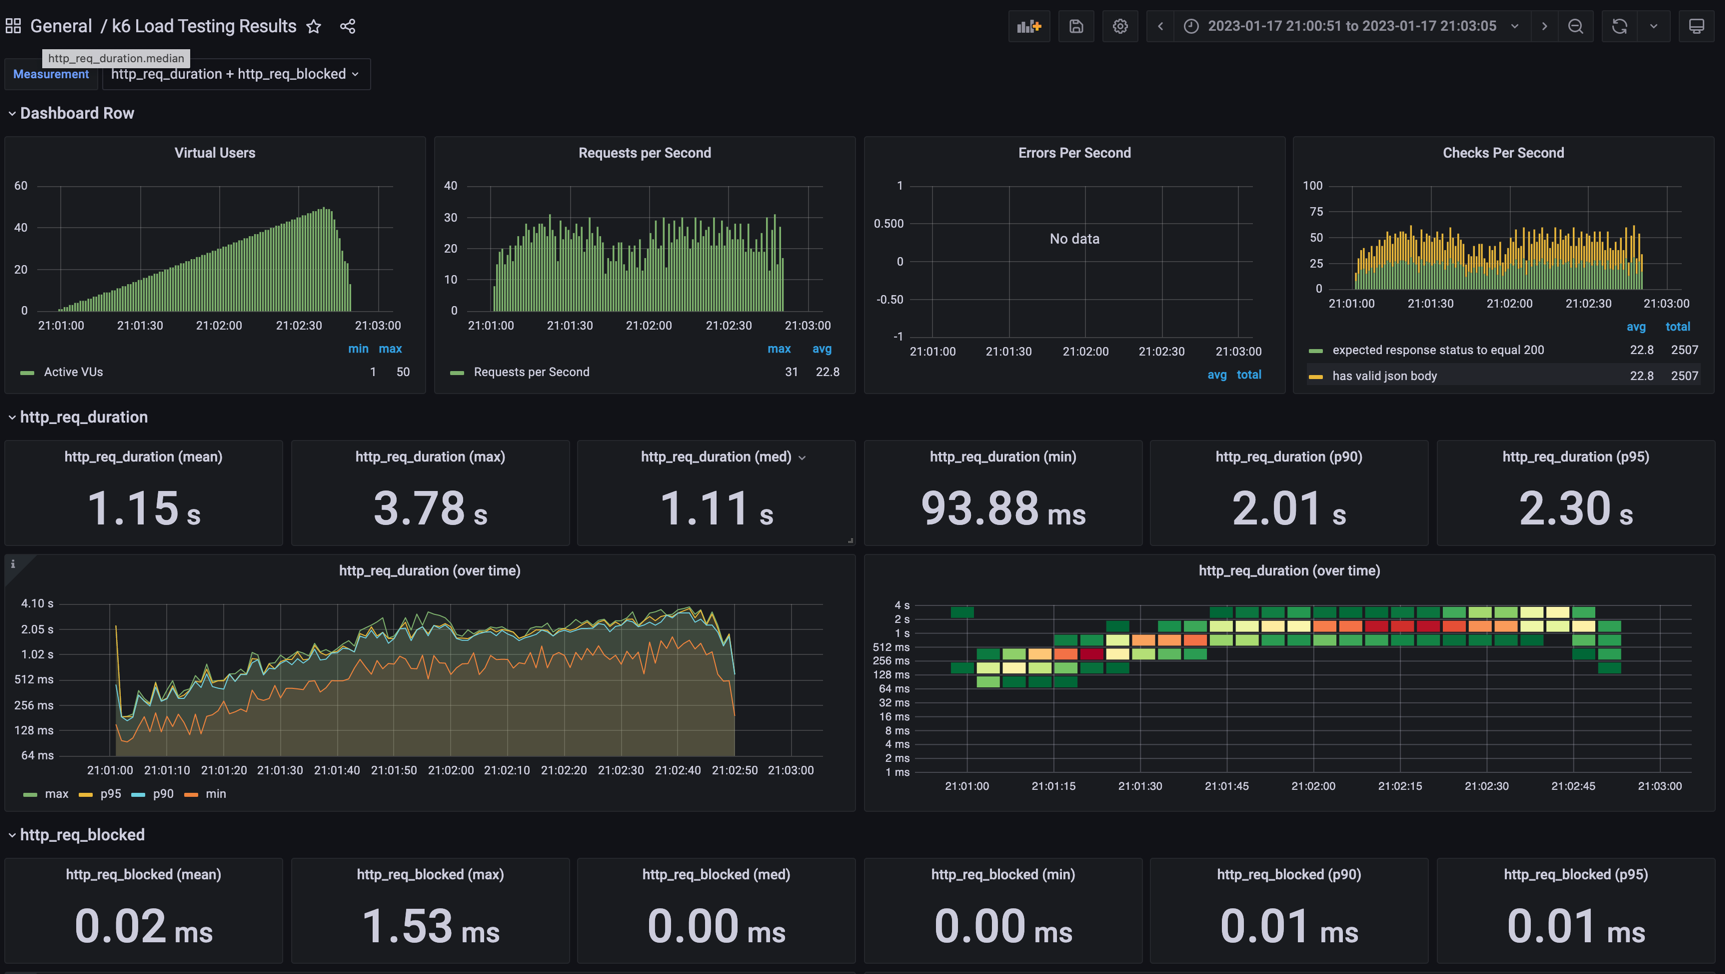 General / k6 Load Testing Results
2023-01-17 21:00:51 to 2023-01-17 21:03:05
http_req_duration.median
Measurement
http_req_duration + http_req_blocked
Dashboard Row
Virtual Users
60
40
20
0
21:01:00 21:01:30 21:02:00 21:02:30 21:03:00
min max
Active VUs 1 50
Requests per Second
40
30
20
10
0
21:01:00 21:01:30 21:02:00 21:02:30 21:03:00
max avg
Requests per Second 31 22.8
Errors Per Second
1
0.500
0
-0.50
-1
No data
21:01:00 21:01:30 21:02:00 21:02:30 21:03:00
avg total
Checks Per Second
100
75
50
25
0
21:01:00 21:01:30 21:02:00 21:02:30 21:03:00
avg total
expected response status to equal 200 22.8 2507
has valid json body 22.8 2507
http_req_duration
http_req_duration (mean)
1.15 s
http_req_duration (max)
3.78 s
http_req_duration (med)
1.11 s
http_req_duration (min)
93.88 ms
http_req_duration (p90)
2.01 s
http_req_duration (p95)
2.30 s
i
http_req_duration (over time)
4.10 s
2.05 s
1.02 s
512 ms
256 ms
128 ms
64 ms
21:01:00 21:01:10 21:01:20 21:01:30 21:01:40 21:01:50 21:02:00 21:02:10 21:02:20 21:02:30 21:02:40 21:02:50 21:03:00
max p95 p90 min
http_req_duration (over time)
4 s
2 s
1 s
512 ms
256 ms
128 ms
64 ms
32 ms
16 ms
8 ms
4 ms
2 ms
1 ms
21:01:00 21:01:15 21:01:30 21:01:45 21:02:00 21:02:15 21:02:30 21:02:45 21:03:00
http_req_blocked
http_req_blocked (mean)
0.02 ms
http_req_blocked (max)
1.53 ms
http_req_blocked (med)
0.00 ms
http_req_blocked (min)
0.00 ms
http_req_blocked (p90)
0.01 ms
http_req_blocked (p95)
0.01 ms